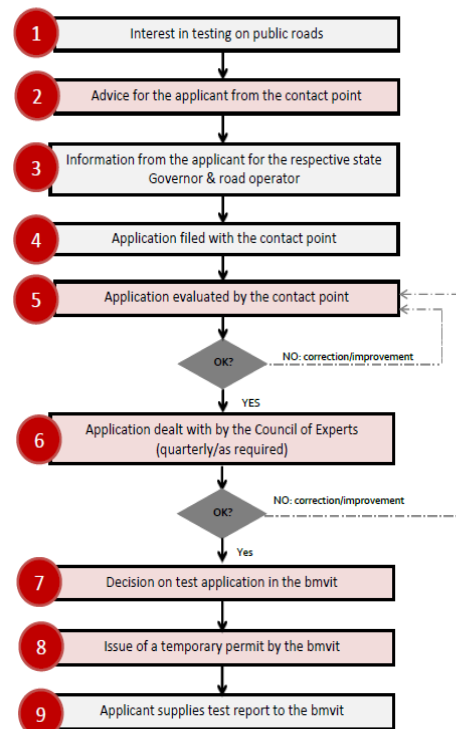 1
Interest in testing on public roads
2
Advice for the applicant from the contact point
3
Information from the applicant for the respective state
Governor & road operator
4
Application filed with the contact point
5
Application evaluated by the contact point
OK?
NO: correction/improvement
YES
6
Application dealt with by the Council of Experts
(quarterly/as required)
OK?
NO: correction/improvement
Yes
7
Decision on test application in the bmvit
8
Issue of a temporary permit by the bmvit
9
Applicant supplies test report to the bmvit